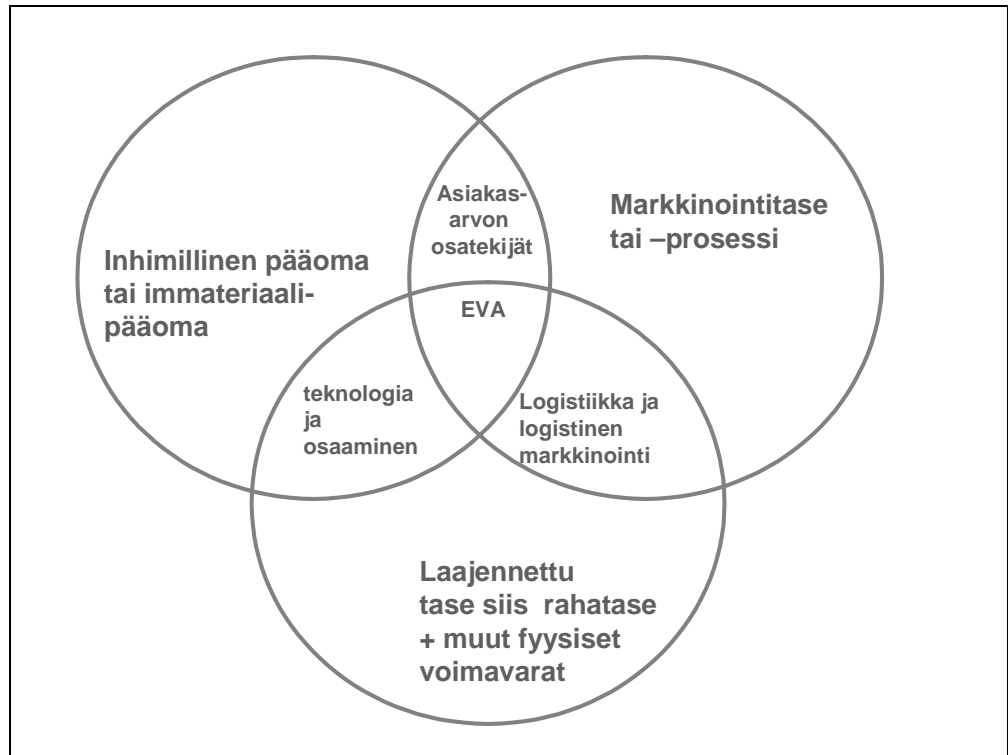 Asiakas-
arvon
osatekijät
Markkinointitase
tai –prosessi
Inhimillinen pääoma
tai immateriaali-
pääoma
EVA
teknologia
ja
osaaminen
Logistiikka ja
logistinen
markkinointi
Laajennettu
tase siis rahatase
+ muut fyysiset
voimavarat